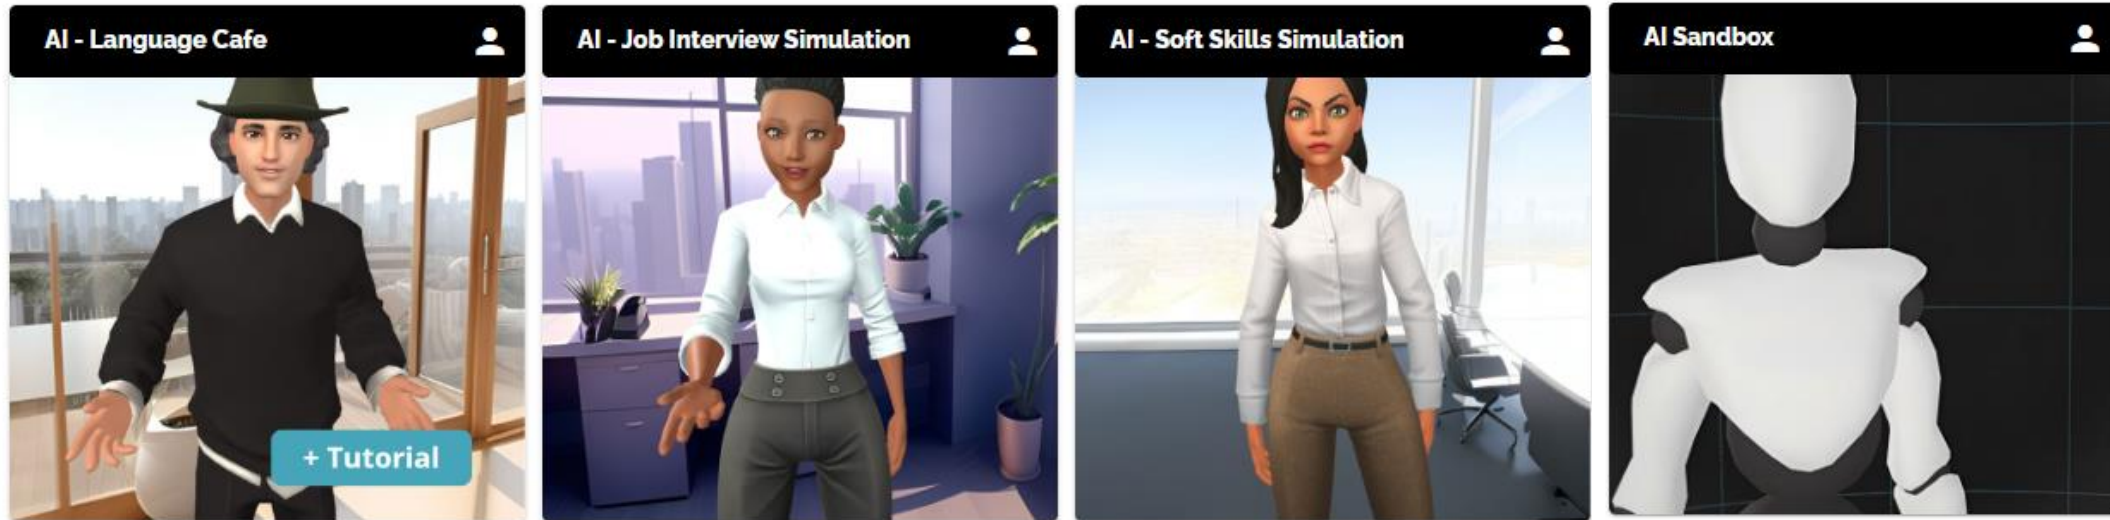 AI - Language Cafe
AI - Job Interview Simulation
AI - Soft Skills Simulation
AI Sandbox
+ Tutorial